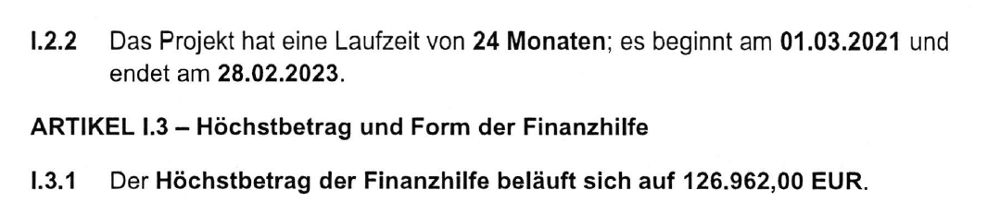 I.2.2 Das Projekt hat eine Laufzeit von 24 Monaten; es beginnt am 01.03.2021 und
endet am 28.02.2023.
ARTIKEL I.3 – Höchstbetrag und Form der Finanzhilfe
I.3.1 Der Höchstbetrag der Finanzhilfe beläuft sich auf 126.962,00 EUR.